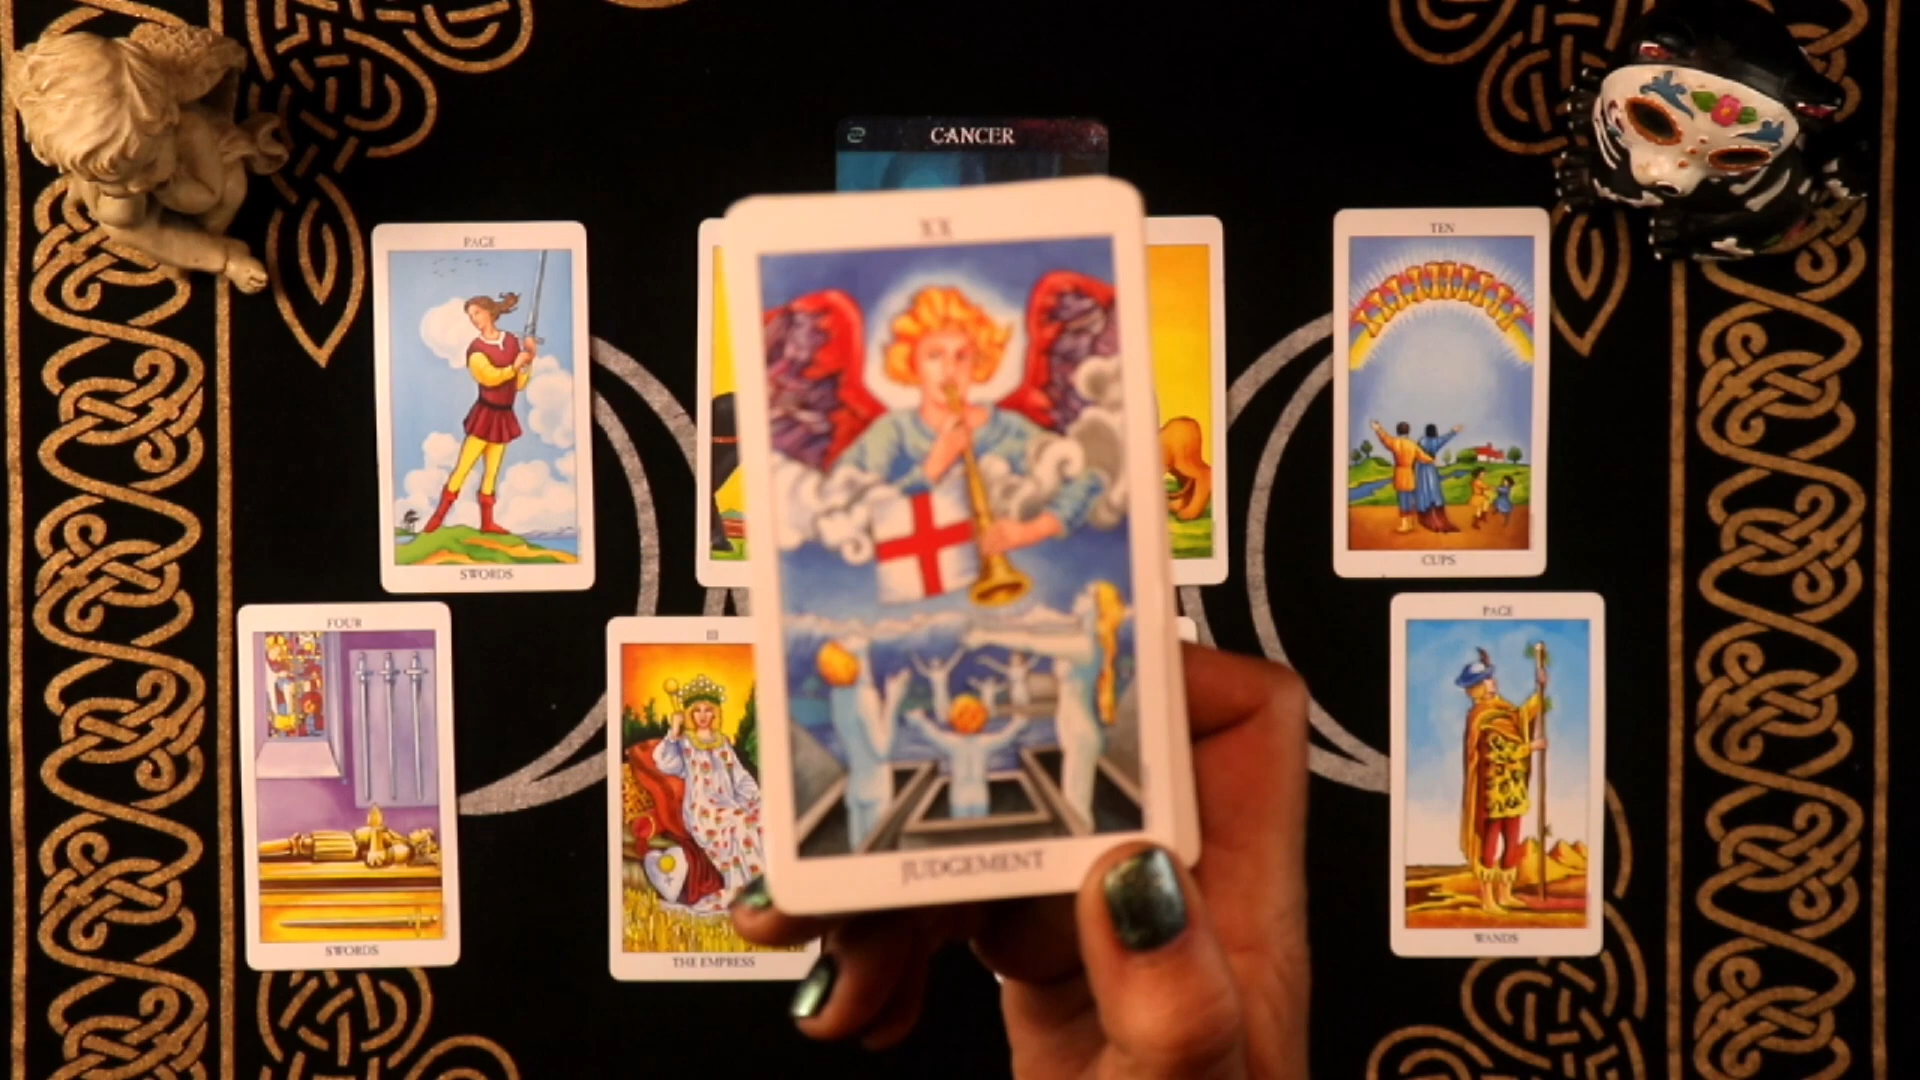 CANCER
PAGE
SWORDS
TEN
CUPS
XX
JUDGEMENT
FOUR
SWORDS
III
THE EMPRESS
PAGE
WANDS